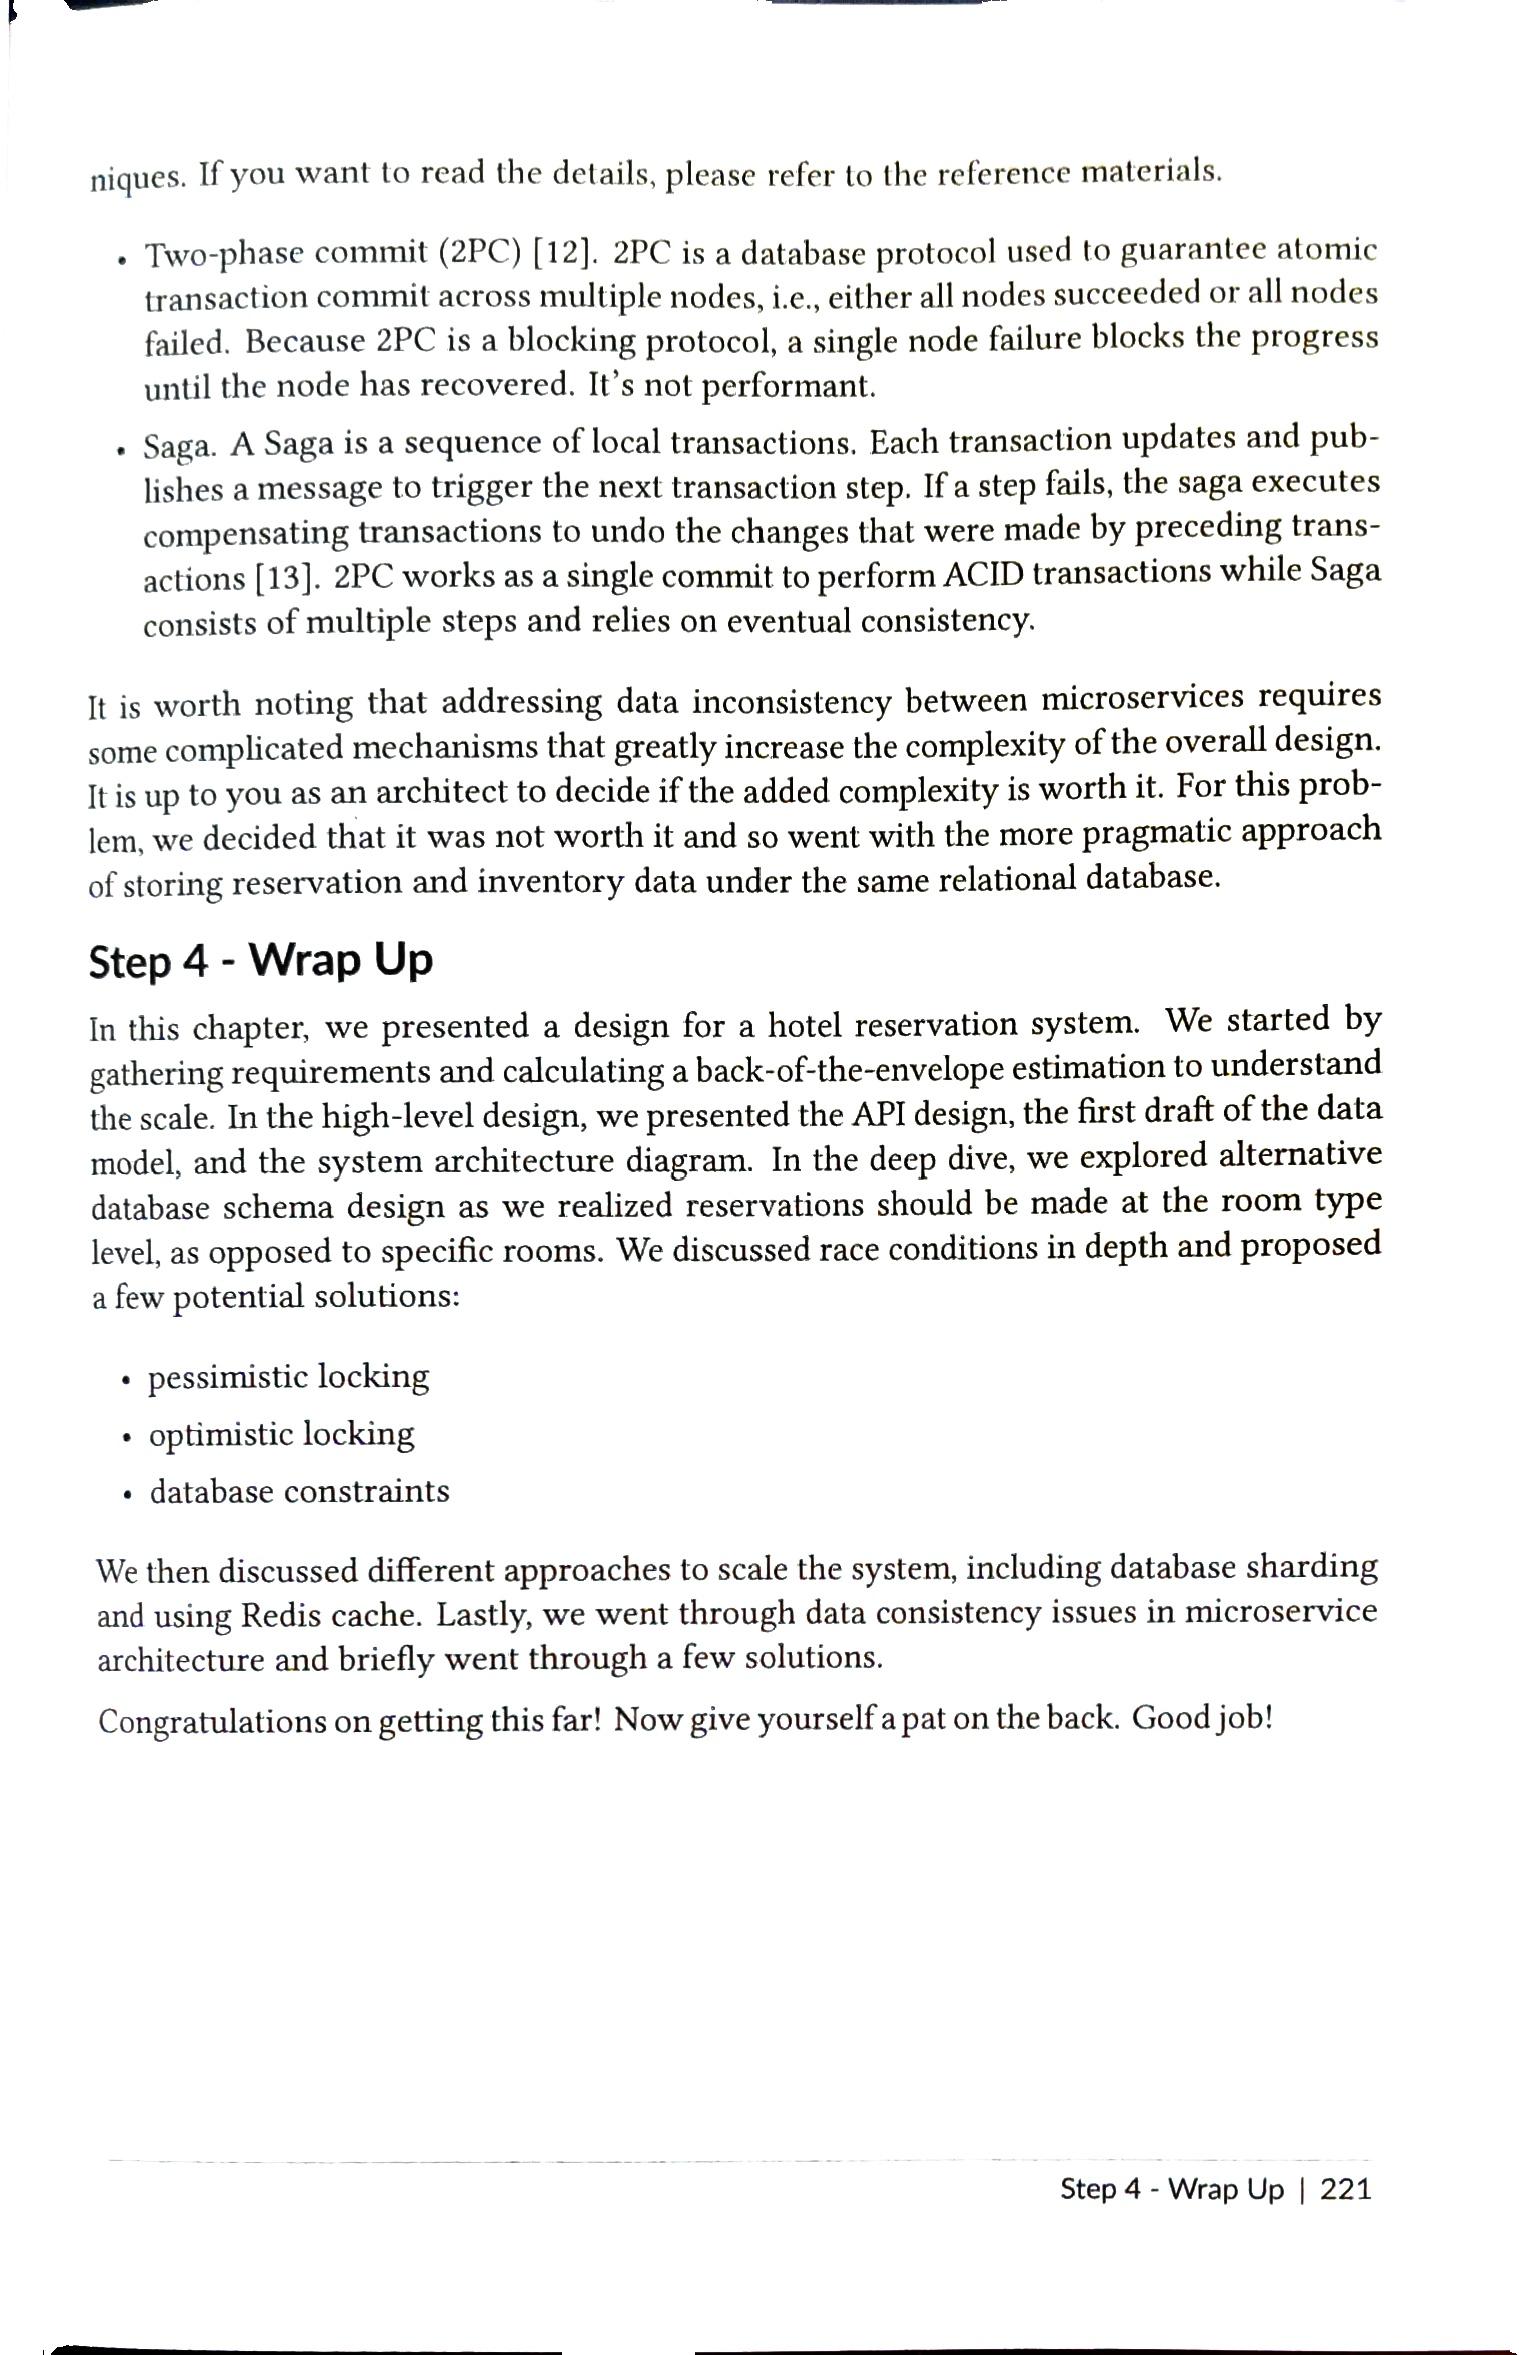 niques. If you want to read the details, please refer to the reference materials.
• Two-phase commit (2PC) [12]. 2PC is a database protocol used to guarantee atomic
transaction commit across multiple nodes, i.e., either all nodes succeeded or all nodes
failed. Because 2PC is a blocking protocol, a single node failure blocks the progress
until the node has recovered. It's not performant.
• Saga. A Saga is a sequence of local transactions. Each transaction updates and pub-
lishes a message to trigger the next transaction step. If a step fails, the saga executes
compensating transactions to undo the changes that were made by preceding trans-
actions [13]. 2PC works as a single commit to perform ACID transactions while Saga
consists of multiple steps and relies on eventual consistency.
It is worth noting that addressing data inconsistency between microservices requires
some complicated mechanisms that greatly increase the complexity of the overall design.
It is up to you as an architect to decide if the added complexity is worth it. For this prob-
lem, we decided that it was not worth it and so went with the more pragmatic approach
of storing reservation and inventory data under the same relational database.
Step 4 - Wrap Up
In this chapter, we presented a design for a hotel reservation system. We started by
gathering requirements and calculating a back-of-the-envelope estimation to understand
the scale. In the high-level design, we presented the API design, the first draft of the data
model, and the system architecture diagram. In the deep dive, we explored alternative
database schema design as we realized reservations should be made at the room type
level, as opposed to specific rooms. We discussed race conditions in depth and proposed
a few potential solutions:
• pessimistic locking
• optimistic locking
• database constraints
We then discussed different approaches to scale the system, including database sharding
and using Redis cache. Lastly, we went through data consistency issues in microservice
architecture and briefly went through a few solutions.
Congratulations on getting this far! Now give yourself a pat on the back. Good job!
Step 4 - Wrap Up | 221